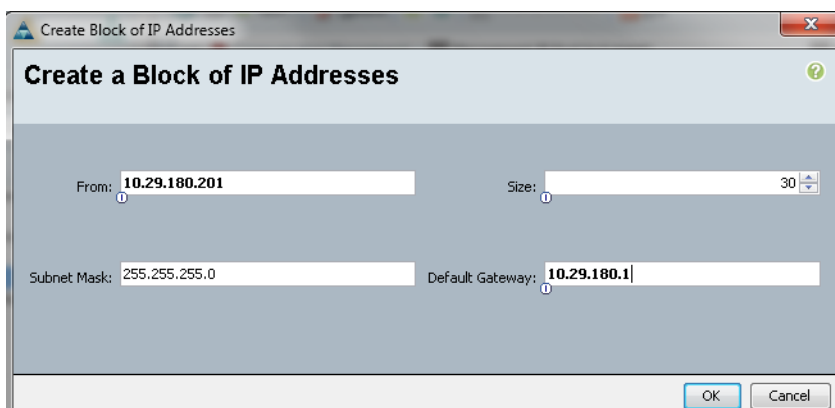 Create Block of IP Addresses
Create a Block of IP Addresses
From: 10.29.180.201
Size: 30
Subnet Mask: 255.255.255.0
Default Gateway: 10.29.180.1
OK Cancel